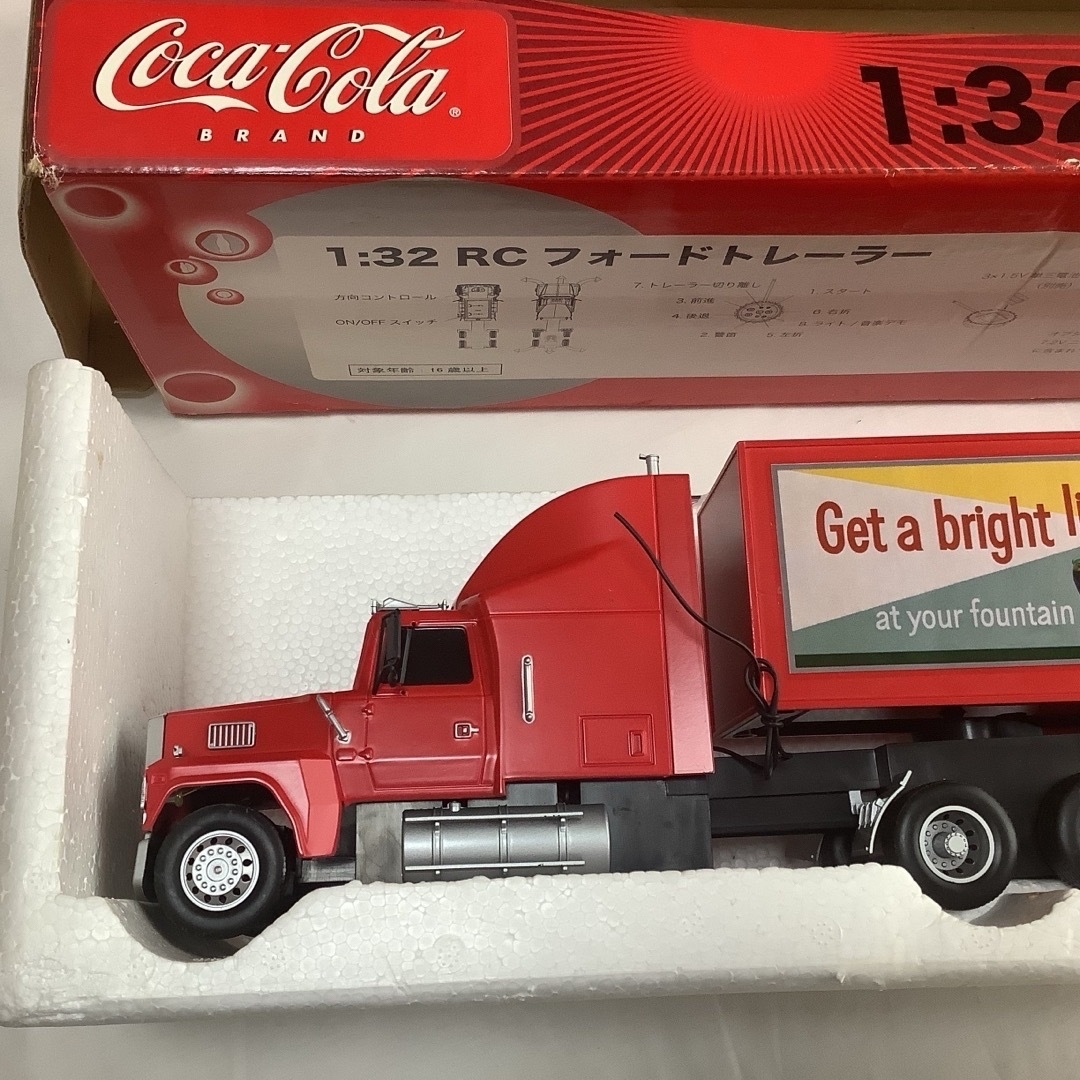 Coca-Cola®
BRAND
1:32
1:32 RC フォードトレーラー
方向コントロール
ON/OFF スイッチ
7. トレーラー切り離し
3. 前進
4. 後退
1. スタート
6. 右折
8. ライト/音楽デモ
5. 左折
3x1.5V
対象年齢：16 歳以上
Get a bright
at your fountain